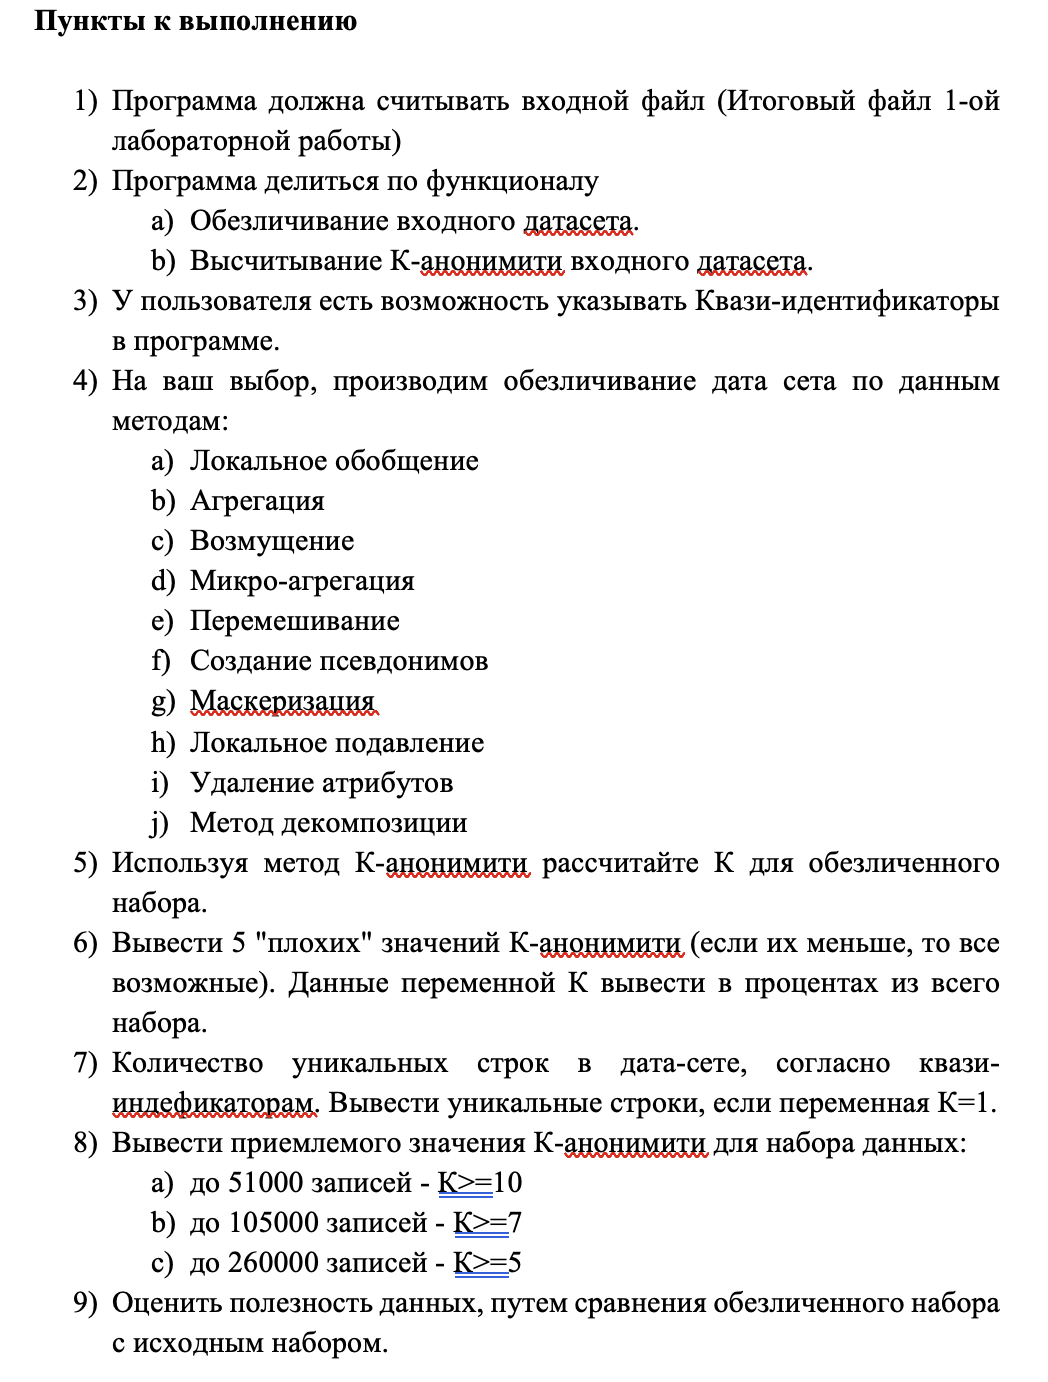 Пункты к выполнению
1) Программа должна считывать входной файл (Итоговый файл 1-ой
лабораторной работы)
2) Программа делиться по функционалу
a) Обезличивание входного датасета.
b) Высчитывание К-анонимити входного датасета.
3) У пользователя есть возможность указывать Квази-идентификаторы
в программе.
4) На ваш выбор, производим обезличивание дата сета по данным
методам:
a) Локальное обобщение
b) Агрегация
c) Возмущение
d) Микро-агрегация
e) Перемешивание
f) Создание псевдонимов
g) Маскеризация
h) Локальное подавление
i) Удаление атрибутов
j) Метод декомпозиции
5) Используя метод К-анонимити рассчитайте К для обезличенного
набора.
6) Вывести 5 "плохих" значений К-анонимити (если их меньше, то все
возможные). Данные переменной К вывести в процентах из всего
набора.
7) Количество уникальных строк в дата-сете, согласно квази-
индефикаторам. Вывести уникальные строки, если переменная К=1.
8) Вывести приемлемого значения К-анонимити для набора данных:
a) до 51000 записей - К>=10
b) до 105000 записей - К>=7
c) до 260000 записей - К>=5
9) Оценить полезность данных, путем сравнения обезличенного набора
с исходным набором.